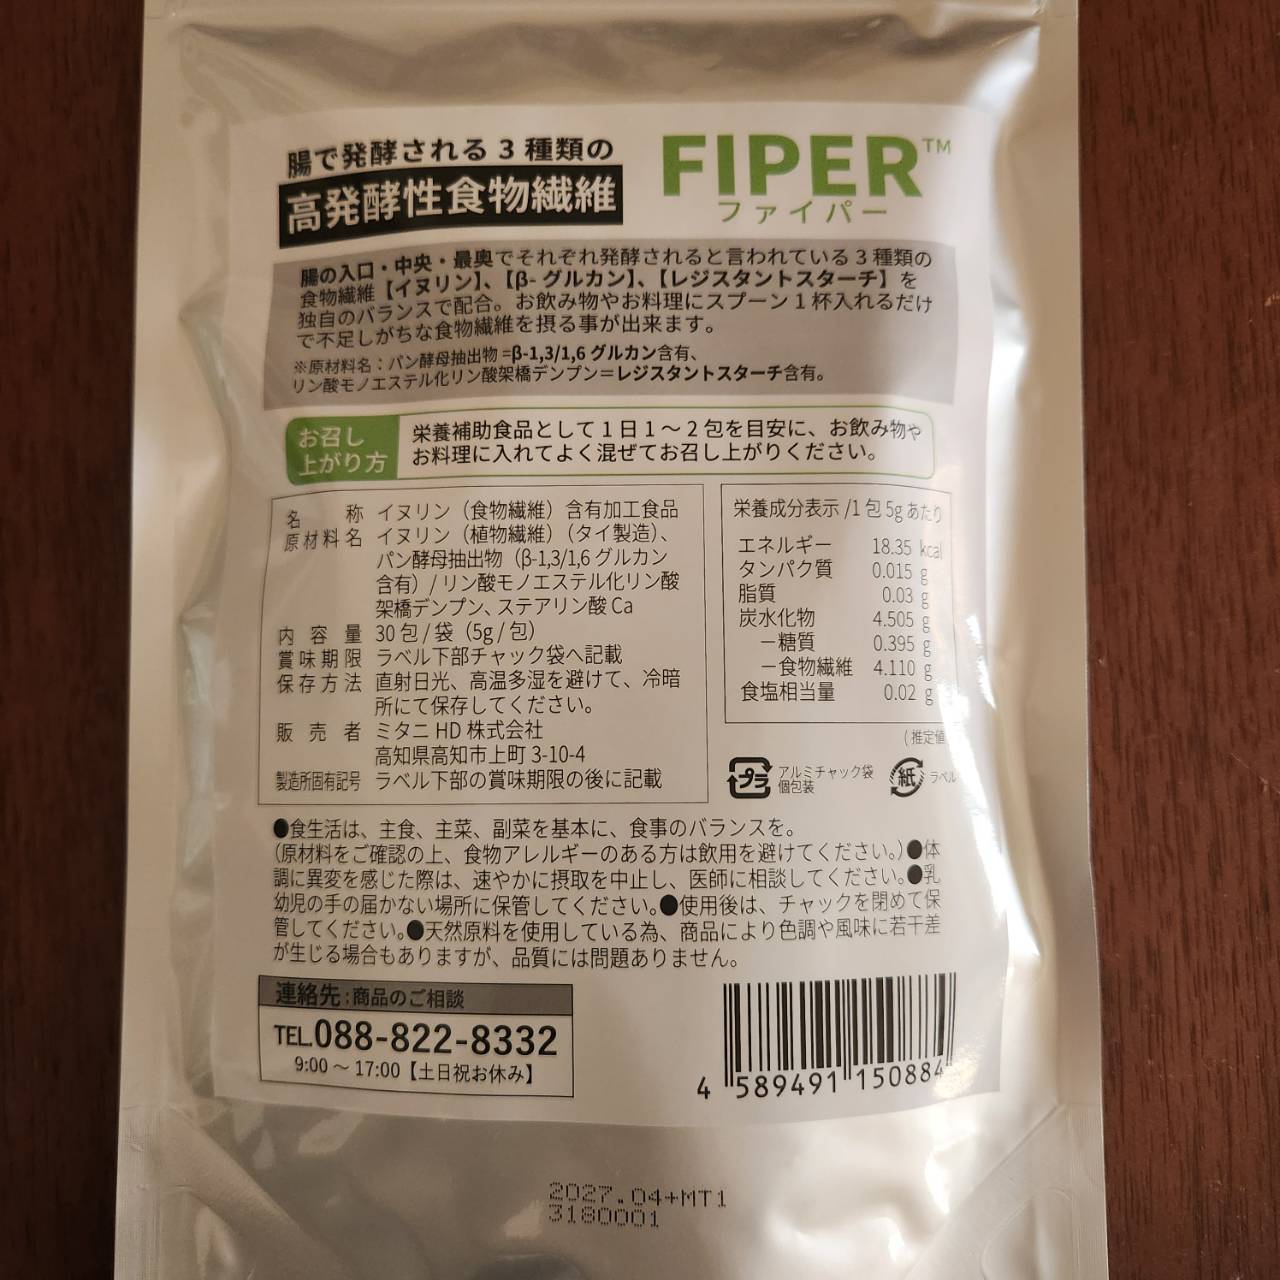 腸で発酵される3種類の
高発酵性食物繊維
FIPER™
ファイパー
腸の入口・中央・最奥でそれぞれ発酵されると言われている3種類の
食物繊維【イヌリン】、【β-グルカン】、【レジスタントスターチ】を
独自のバランスで配合。お飲み物やお料理にスプーン1杯入れるだけ
で不足しがちな食物繊維を摂る事が出来ます。
※原材料名：パン酵母抽出物=β-1,3/1,6グルカン含有、
リン酸モノエステル化リン酸架橋デンプン＝レジスタントスターチ含有。
お召し
上がり方
栄養補助食品として1日1〜2包を目安に、お飲み物や
お料理に入れてよく混ぜてお召し上がりください。
名称 イヌリン（食物繊維）含有加工食品
原材料名 イヌリン（植物繊維）（タイ製造）、
パン酵母抽出物（β-1,3/1,6グルカン
含有）/リン酸モノエステル化リン酸
架橋デンプン、ステアリン酸Ca
内容量 30包/袋（5g/包）
賞味期限 ラベル下部チャック袋へ記載
保存方法 直射日光、高温多湿を避けて、冷暗
所にて保存してください。
販売者 ミタニHD株式会社
高知県高知市上町3-10-4
製造所固有記号 ラベル下部の賞味期限の後に記載
栄養成分表示/1包5gあたり
エネルギー 18.35 kcal
タンパク質 0.015 g
脂質 0.03 g
炭水化物 4.505 g
－糖質 0.395 g
－食物繊維 4.110 g
食塩相当量 0.02 g
（推定値
プラ
アルミチャック袋
個包装
紙
ラベル
●食生活は、主食、主菜、副菜を基本に、食事のバランスを。
（原材料をご確認の上、食物アレルギーのある方は飲用を避けてください。）●体
調に異変を感じた際は、速やかに摂取を中止し、医師に相談してください。●乳
幼児の手の届かない場所に保管してください。●使用後は、チャックを閉めて保
管してください。●天然原料を使用している為、商品により色調や風味に若干差
が生じる場合もありますが、品質には問題ありません。
連絡先：商品のご相談
TEL.088-822-8332
9:00〜17:00【土日祝お休み】
4 589491 150884
2027.04+MT1
3180001